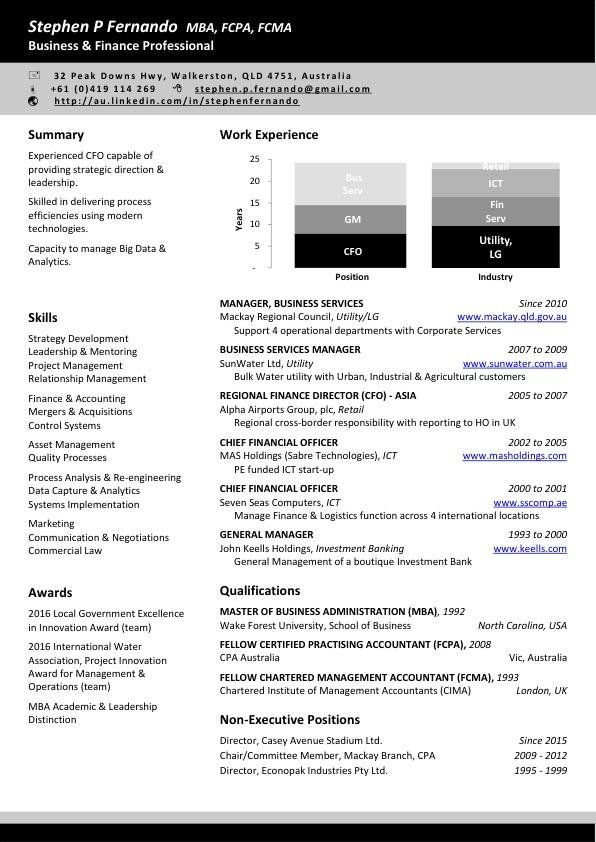 Stephen P Fernando MBA, FCPA, FCMA
Business & Finance Professional
32 Peak Downs Hwy, Walkerston, QLD 4751, Australia
+61 (0)419 114 269 stephen.p.fernando@gmail.com
http://au.linkedin.com/in/stephenfernando
Summary
Experienced CFO capable of
providing strategic direction &
leadership.
Skilled in delivering process
efficiencies using modern
technologies.
Capacity to manage Big Data &
Analytics.
Skills
Strategy Development
Leadership & Mentoring
Project Management
Relationship Management
Finance & Accounting
Mergers & Acquisitions
Control Systems
Asset Management
Quality Processes
Process Analysis & Re-engineering
Data Capture & Analytics
Systems Implementation
Marketing
Communication & Negotiations
Commercial Law
Awards
2016 Local Government Excellence
in Innovation Award (team)
2016 International Water
Association, Project Innovation
Award for Management &
Operations (team)
MBA Academic & Leadership
Distinction
Work Experience
25
20
15
10
5
-
Years
Bus
Serv
GM
CFO
Position
Retail
ICT
Fin
Serv
Utility,
LG
Industry
MANAGER, BUSINESS SERVICES Since 2010
Mackay Regional Council, Utility/LG www.mackay.qld.gov.au
Support 4 operational departments with Corporate Services
BUSINESS SERVICES MANAGER 2007 to 2009
SunWater Ltd, Utility www.sunwater.com.au
Bulk Water utility with Urban, Industrial & Agricultural customers
REGIONAL FINANCE DIRECTOR (CFO) - ASIA 2005 to 2007
Alpha Airports Group, plc, Retail
Regional cross-border responsibility with reporting to HO in UK
CHIEF FINANCIAL OFFICER 2002 to 2005
MAS Holdings (Sabre Technologies), ICT www.masholdings.com
PE funded ICT start-up
CHIEF FINANCIAL OFFICER 2000 to 2001
Seven Seas Computers, ICT www.sscomp.ae
Manage Finance & Logistics function across 4 international locations
GENERAL MANAGER 1993 to 2000
John Keells Holdings, Investment Banking www.keells.com
General Management of a boutique Investment Bank
Qualifications
MASTER OF BUSINESS ADMINISTRATION (MBA), 1992
Wake Forest University, School of Business North Carolina, USA
FELLOW CERTIFIED PRACTISING ACCOUNTANT (FCPA), 2008
CPA Australia Vic, Australia
FELLOW CHARTERED MANAGEMENT ACCOUNTANT (FCMA), 1993
Chartered Institute of Management Accountants (CIMA) London, UK
Non-Executive Positions
Director, Casey Avenue Stadium Ltd. Since 2015
Chair/Committee Member, Mackay Branch, CPA 2009 - 2012
Director, Econopak Industries Pty Ltd. 1995 - 1999